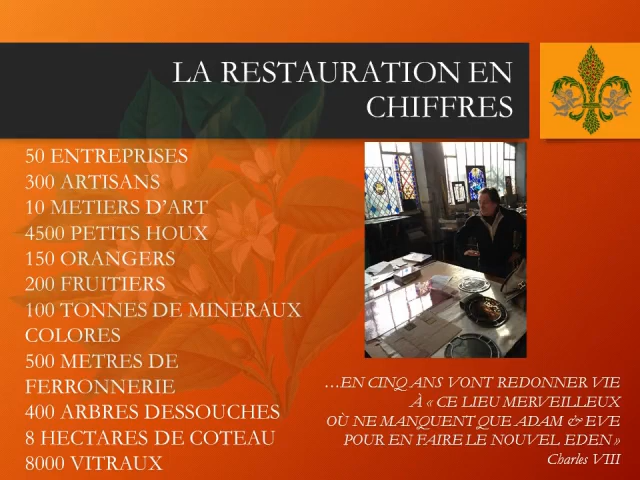 LA RESTAURATION EN
CHIFFRES
50 ENTREPRISES
300 ARTISANS
10 METIERS D’ART
4500 PETITS HOUX
150 ORANGERS
200 FRUITIERS
100 TONNES DE MINERAUX
COLORES
500 METRES DE
FERRONNERIE
400 ARBRES DESSOUCHES
8 HECTARES DE COTEAU
8000 VITRAUX
…EN CINQ ANS VONT REDONNER VIE
À « CE LIEU MERVEILLEUX
OÙ NE MANQUENT QUE ADAM & EVE
POUR EN FAIRE LE NOUVEL EDEN »
Charles VIII